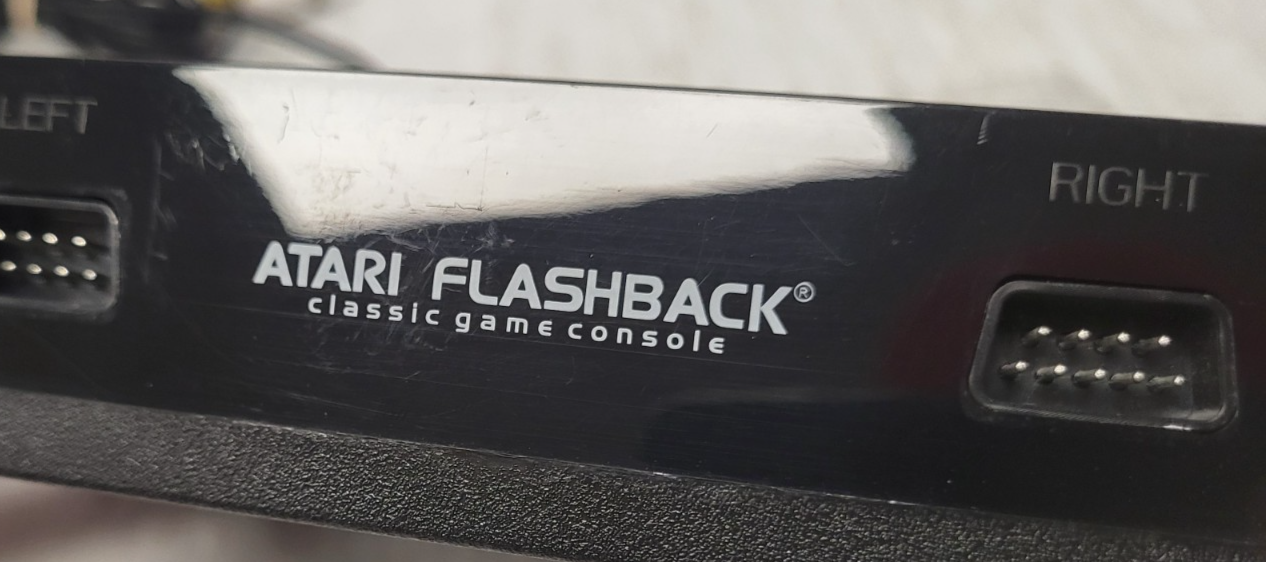 LEFT
RIGHT
ATARI FLASHBACK®
classic game console